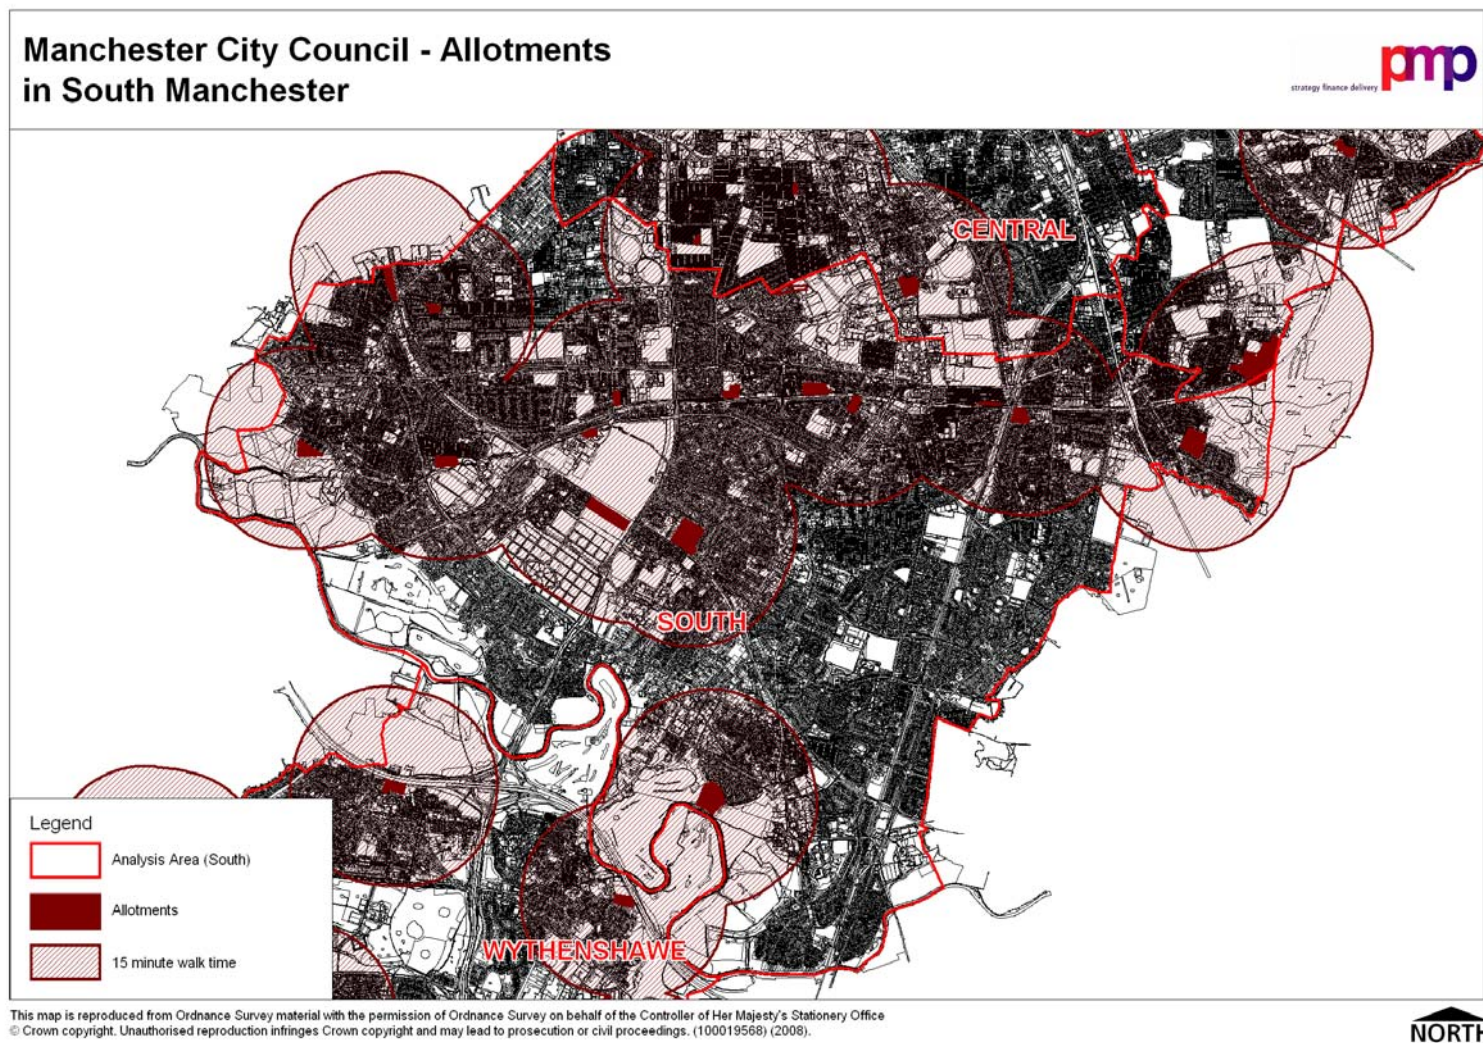 Manchester City Council - Allotments
in South Manchester
strategy finance delivery pmp
CENTRAL
SOUTH
WYTHENSHAWE
Legend
Analysis Area (South)
Allotments
15 minute walk time
This map is reproduced from Ordnance Survey material with the permission of Ordnance Survey on behalf of the Controller of Her Majesty's Stationery Office
© Crown copyright. Unauthorised reproduction infringes Crown copyright and may lead to prosecution or civil proceedings. (100019568) (2008).
NORTH